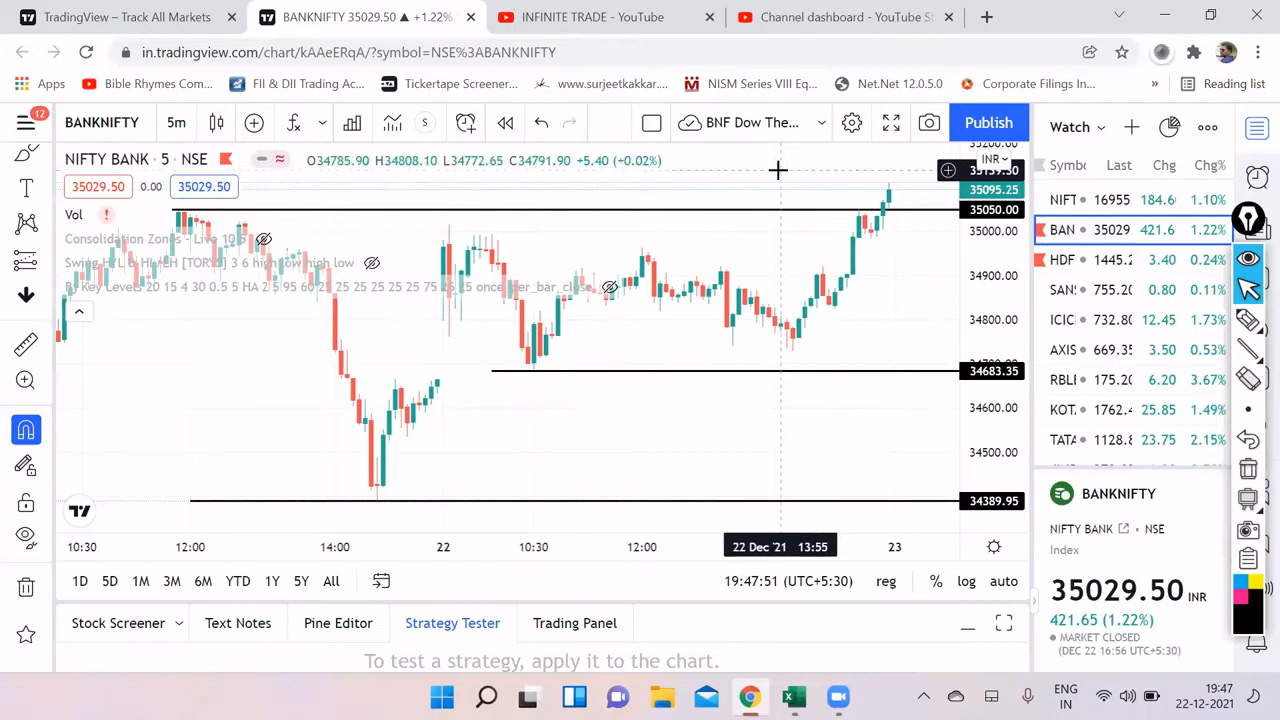 TradingView – Track All Markets
BANKNIFTY 35029.50 ▲ +1.22%
INFINITE TRADE - YouTube
Channel dashboard - YouTube S
in.tradingview.com/chart/kAAeERqA/?symbol=NSE%3ABANKNIFTY
Apps
Bible Rhymes Com...
FII & DII Trading Ac...
Tickertape Screener...
www.surjeetkakkar....
NISM Series VIII Eq...
Net.Net 12.0.5.0
Corporate Filings In...
»
Reading list
12
BANKNIFTY
5m
S
BNF Dow The...
Publish
Watch
NIFTY BANK · 5 · NSE
O34785.90 H34808.10 L34772.65 C34791.90 +5.40 (+0.02%)
INR
Symbo
Last
Chg
Chg%
35029.50
0.00
35029.50
35095.25
NIFT
16955
184.6
1.10%
Vol
35050.00
35000.00
BAN
35029
421.6
1.22%
HDF
1445.2
3.40
0.24%
34900.00
SAN
755.20
0.80
0.11%
34800.00
ICIC
732.80
12.45
1.73%
AXIS
669.35
3.50
0.53%
34683.35
RBLE
175.20
6.20
3.67%
34600.00
KOT
1762.4
25.85
1.49%
34500.00
TATA
1128.8
23.75
2.15%
34389.95
BANKNIFTY
NIFTY BANK
NSE
Index
10:30
12:00
14:00
22
10:30
12:00
22 Dec '21 13:55
23
1D 5D 1M 3M 6M YTD 1Y 5Y All
19:47:51 (UTC+5:30)
reg
%
log
auto
35029.50 INR
421.65 (1.22%)
MARKET CLOSED
(DEC 22 16:56 UTC+5:30)
Stock Screener
Text Notes
Pine Editor
Strategy Tester
Trading Panel
To test a strategy, apply it to the chart.
ENG
IN
19:47
22-12-2021